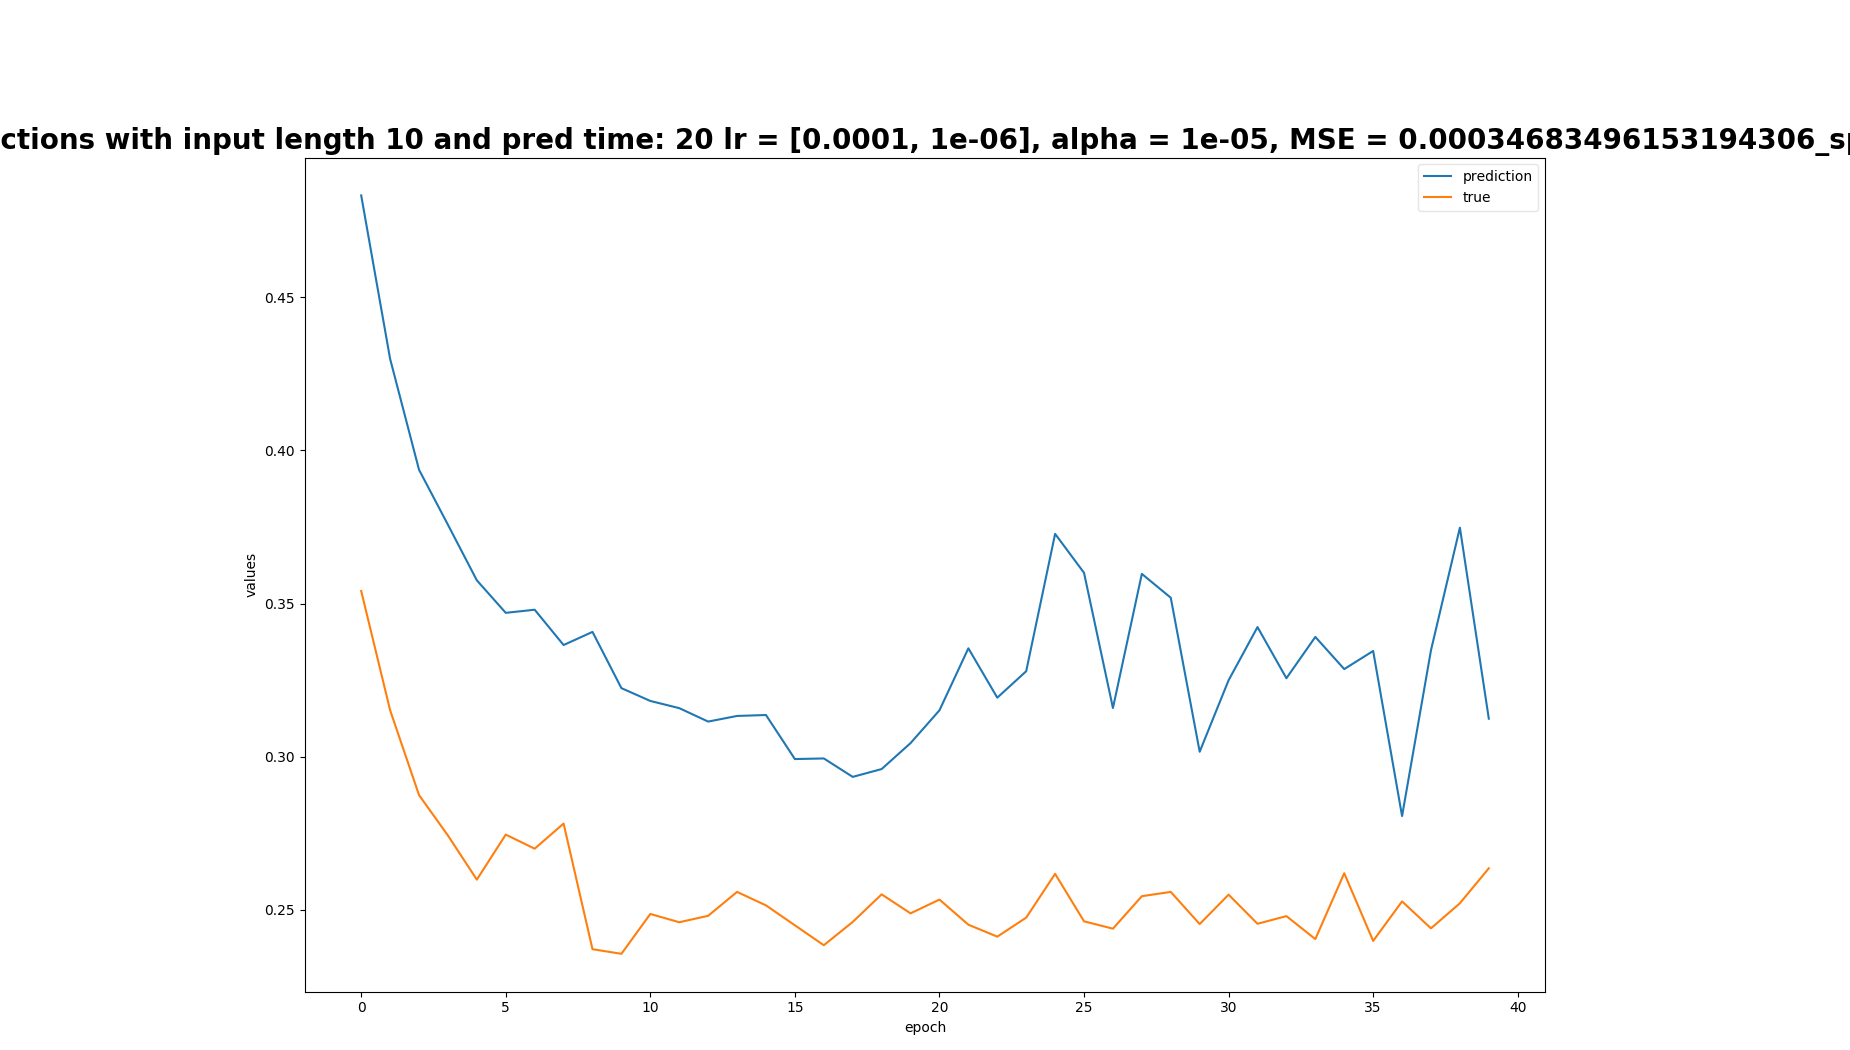 ctions with input length 10 and pred time: 20 lr = [0.0001, 1e-06], alpha = 1e-05, MSE = 0.00034683496153194306_sp
prediction
true
0.45
0.40
0.35
0.30
0.25
values
0 5 10 15 20 25 30 35 40
epoch